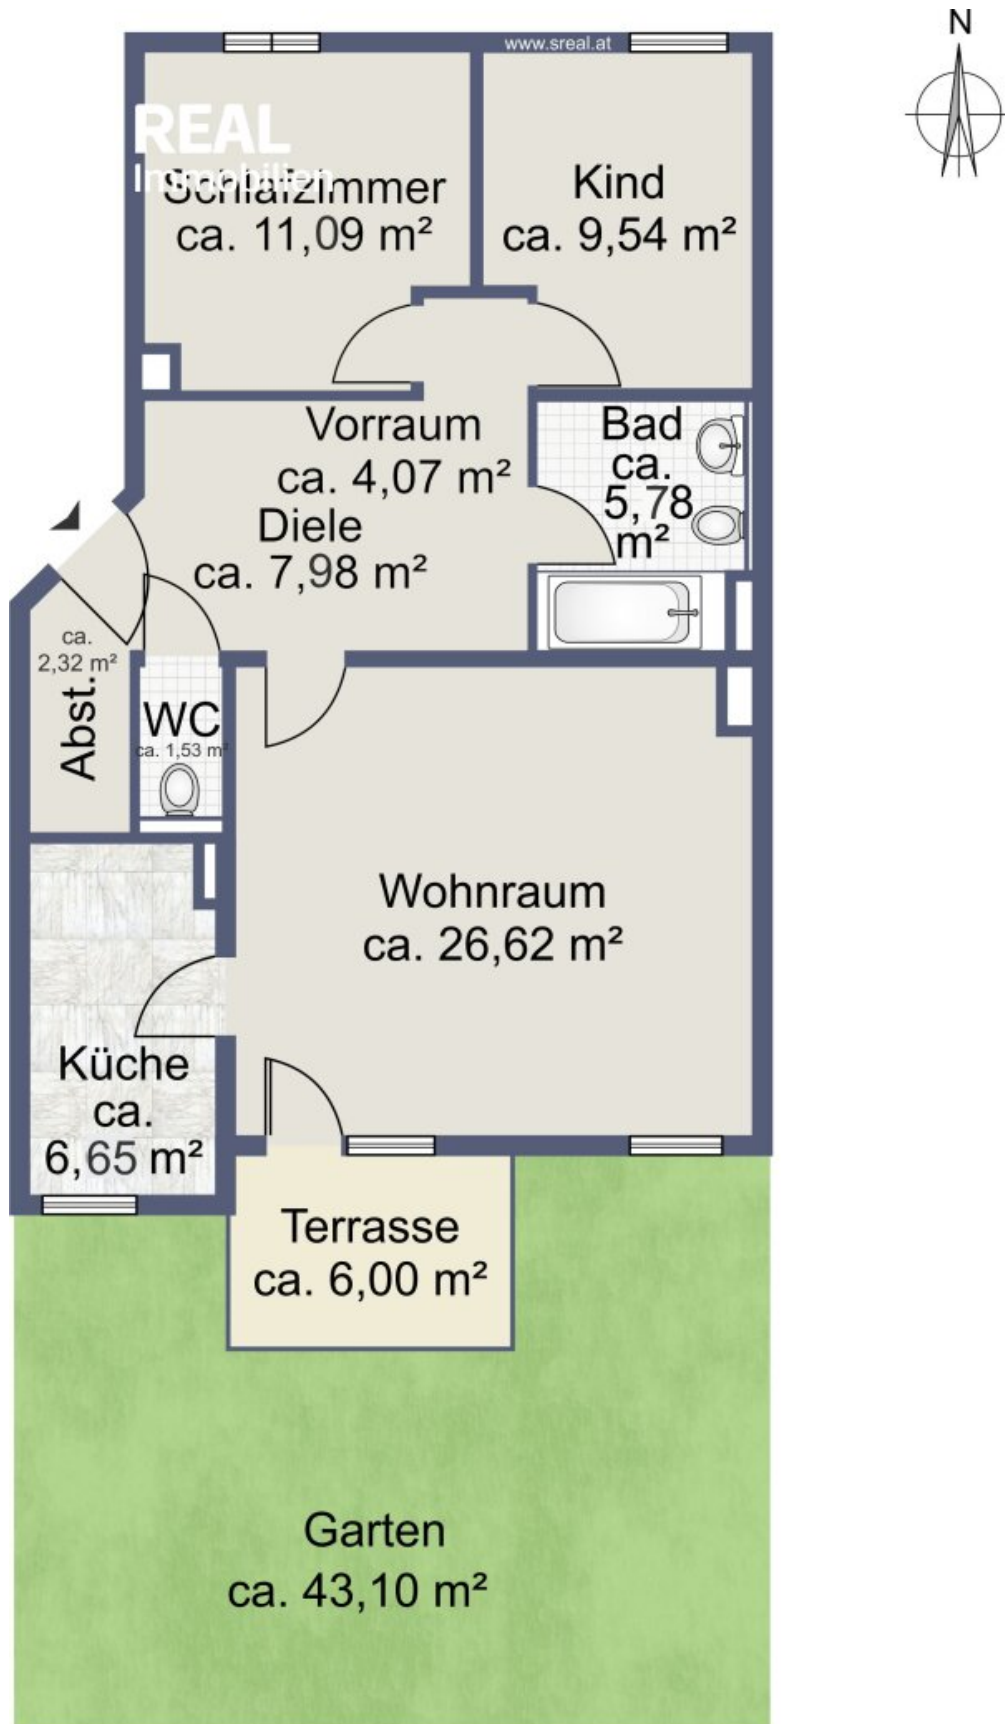 N
www.sreal.at
REAL
Immobilien
Schlafzimmer
ca. 11,09 m²
Kind
ca. 9,54 m²
Vorraum
ca. 4,07 m²
Bad
ca.
5,78
m²
Diele
ca. 7,98 m²
ca.
2,32 m²
Abst.
WC
ca. 1,53 m²
Wohnraum
ca. 26,62 m²
Küche
ca.
6,65 m²
Terrasse
ca. 6,00 m²
Garten
ca. 43,10 m²